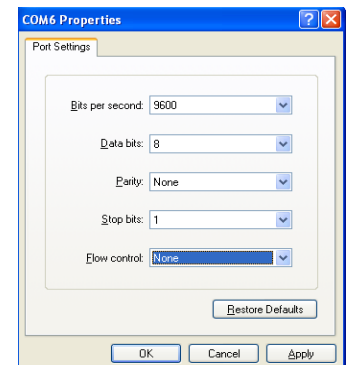 COM6 Properties
Port Settings
Bits per second: 9600
Data bits: 8
Parity: None
Stop bits: 1
Flow control: None
Restore Defaults
OK Cancel Apply